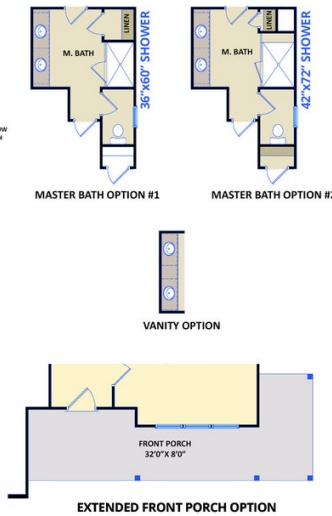 LINEN
M. BATH
36"x60" SHOWER
MASTER BATH OPTION #1
LINEN
M. BATH
42"x72" SHOWER
MASTER BATH OPTION #2
VANITY OPTION
FRONT PORCH
32'0"X 8'0"
EXTENDED FRONT PORCH OPTION